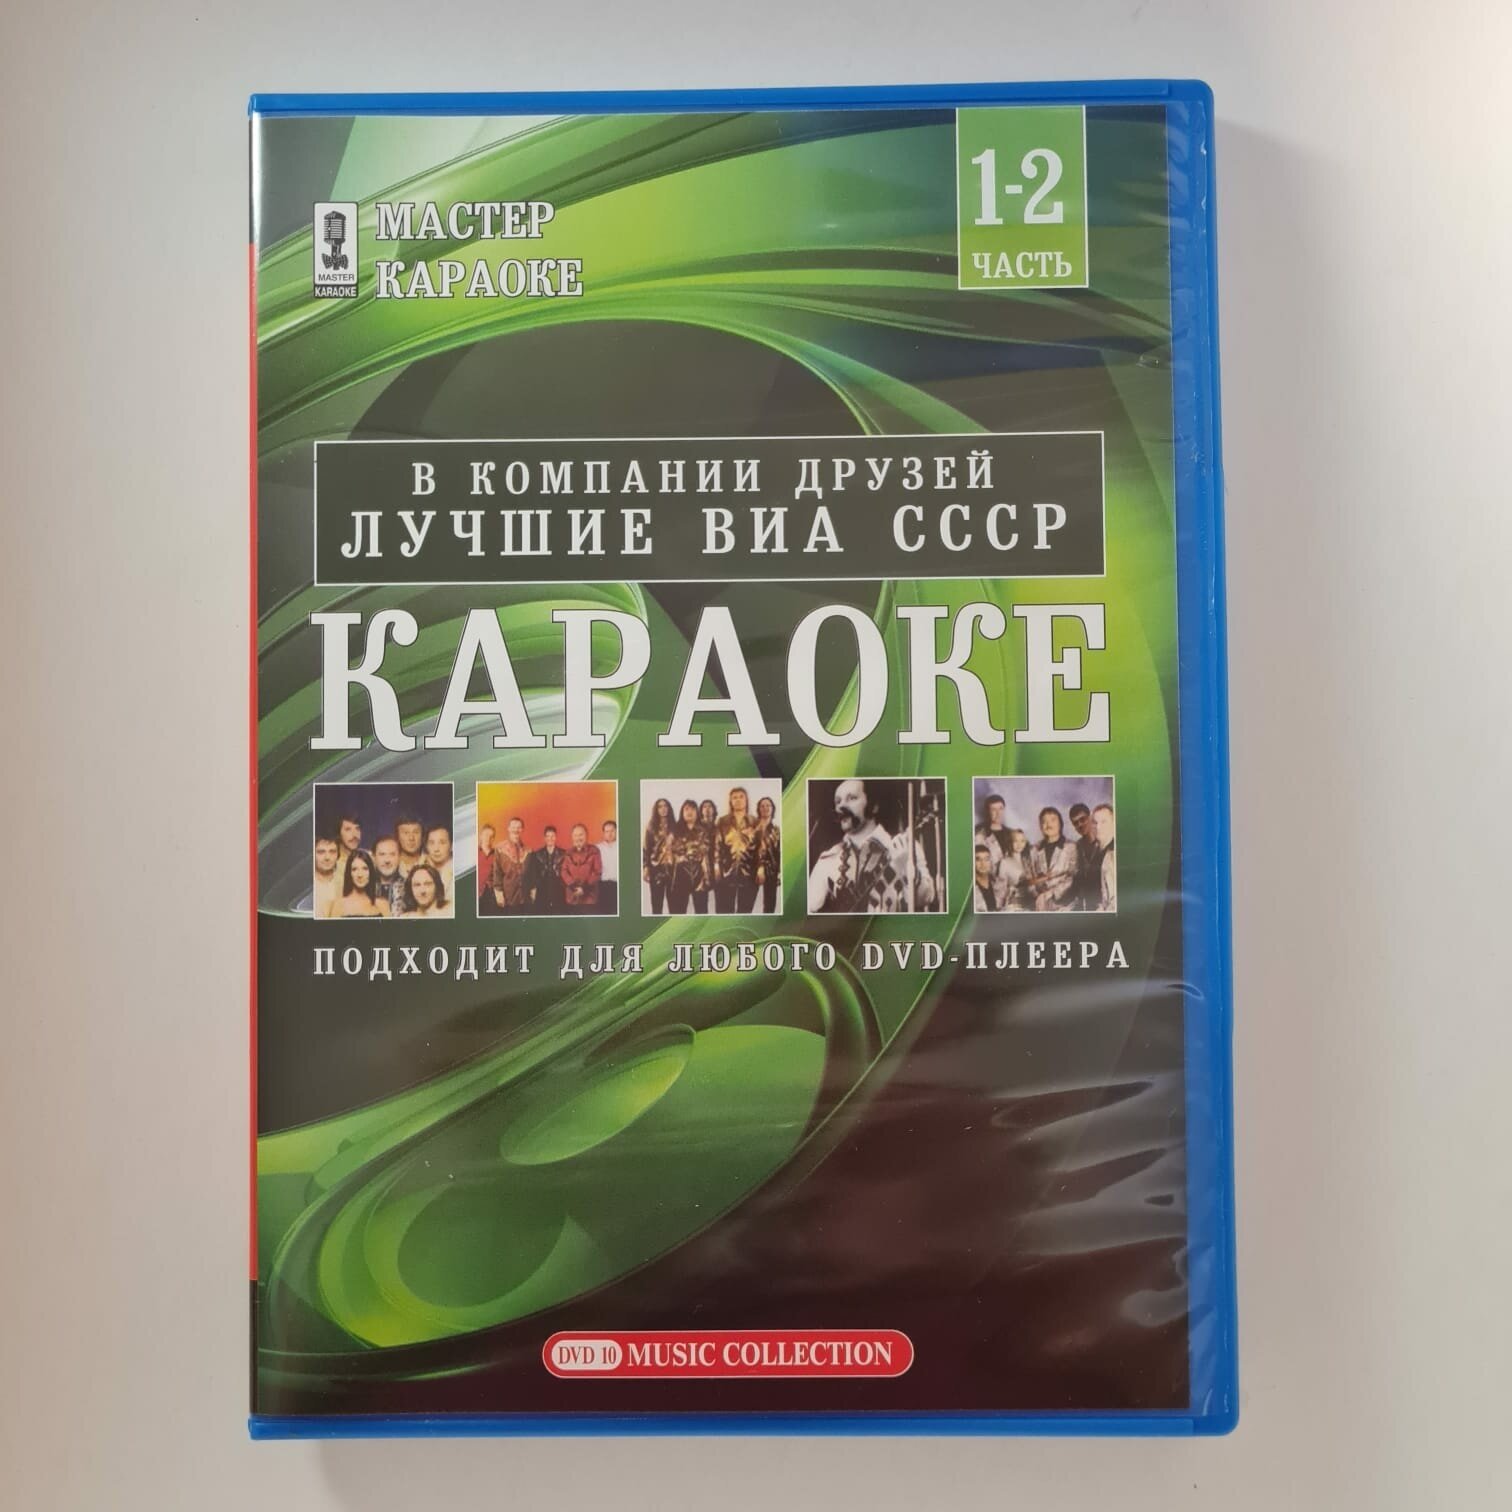 МАСТЕР
КАРАОКЕ
MASTER
KARAOKE
1-2
ЧАСТЬ
В КОМПАНИИ ДРУЗЕЙ
ЛУЧШИЕ ВИА СССР
КАРАОКЕ
ПОДХОДИТ ДЛЯ ЛЮБОГО DVD-ПЛЕЕРА
DVD 10 MUSIC COLLECTION